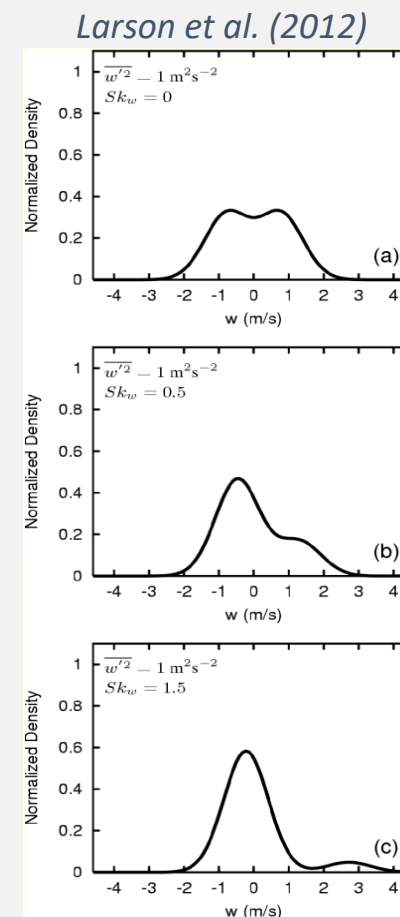 Larson et al. (2012)
1
0.8
0.6
0.4
0.2
0
Normalized Density
w'2 − 1 m2s−2
Skw = 0
(a)
-4 -3 -2 -1 0 1 2 3 4
w (m/s)
1
0.8
0.6
0.4
0.2
0
Normalized Density
w'2 − 1 m2s−2
Skw = 0.5
(b)
-4 -3 -2 -1 0 1 2 3 4
w (m/s)
1
0.8
0.6
0.4
0.2
0
Normalized Density
w'2 − 1 m2s−2
Skw = 1.5
(c)
-4 -3 -2 -1 0 1 2 3 4
w (m/s)